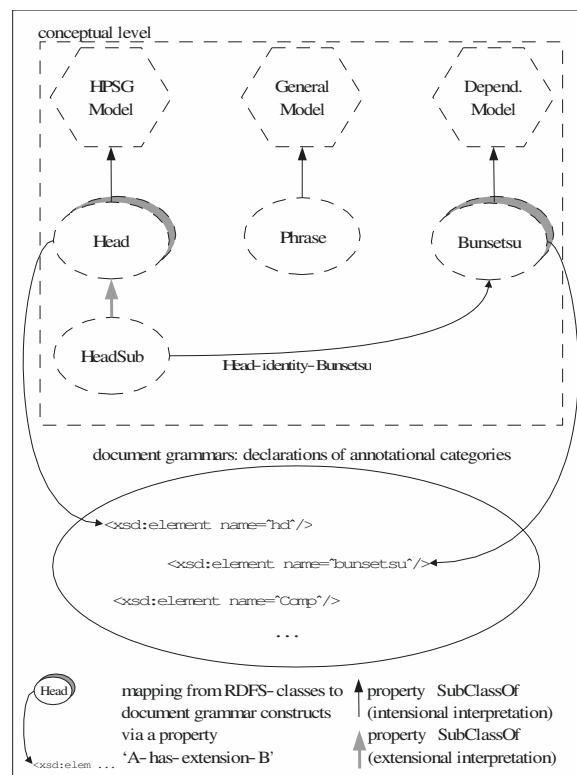 conceptual level
HPSG
Model
General
Model
Depend.
Model
Head
Phrase
Bunsetsu
HeadSub
Head-identity-Bunsetsu
document grammars: declarations of annotational categories
<xsd:element name="hd"/>
<xsd:element name="bunsetsu"/>
<xsd:element name="Comp"/>
...
Head
mapping from RDFS-classes to
document grammar constructs
via a property
‘A-has-extension-B’
<xsd:elem ...
property SubClassOf
(intensional interpretation)
property SubClassOf
(extensional interpretation)